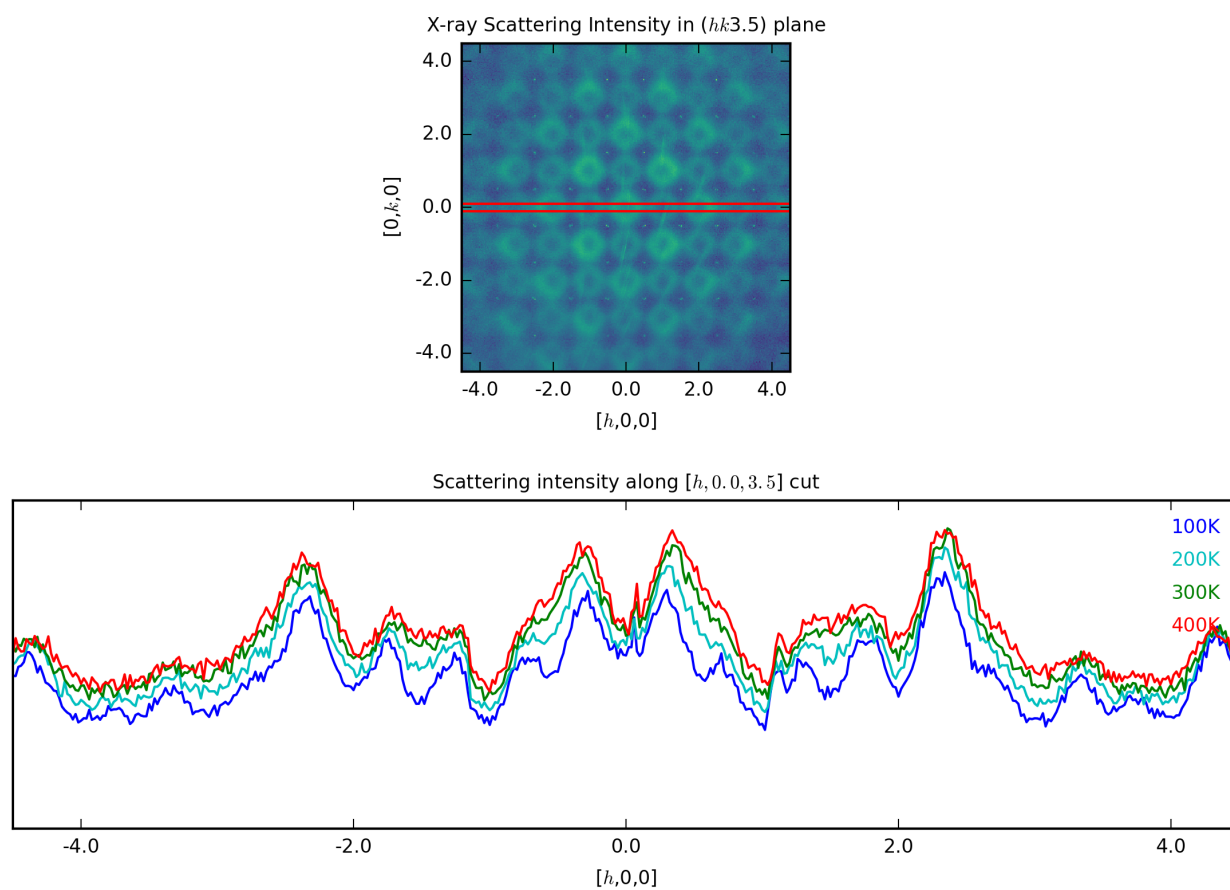 X-ray Scattering Intensity in (hk3.5) plane
4.0
2.0
0.0
-2.0
-4.0
[0,k,0]
-4.0 -2.0 0.0 2.0 4.0
[h,0,0]
Scattering intensity along [h, 0.0, 3.5] cut
100K
200K
300K
400K
-4.0 -2.0 0.0 2.0 4.0
[h,0,0]